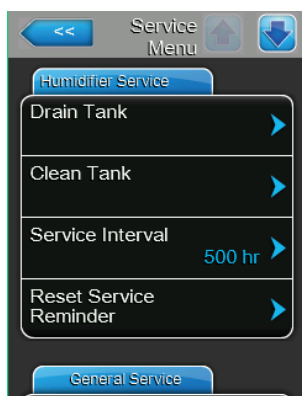 <<
Service
Menu
Humidifier Service
Drain Tank
Clean Tank
Service Interval
500 hr
Reset Service
Reminder
General Service